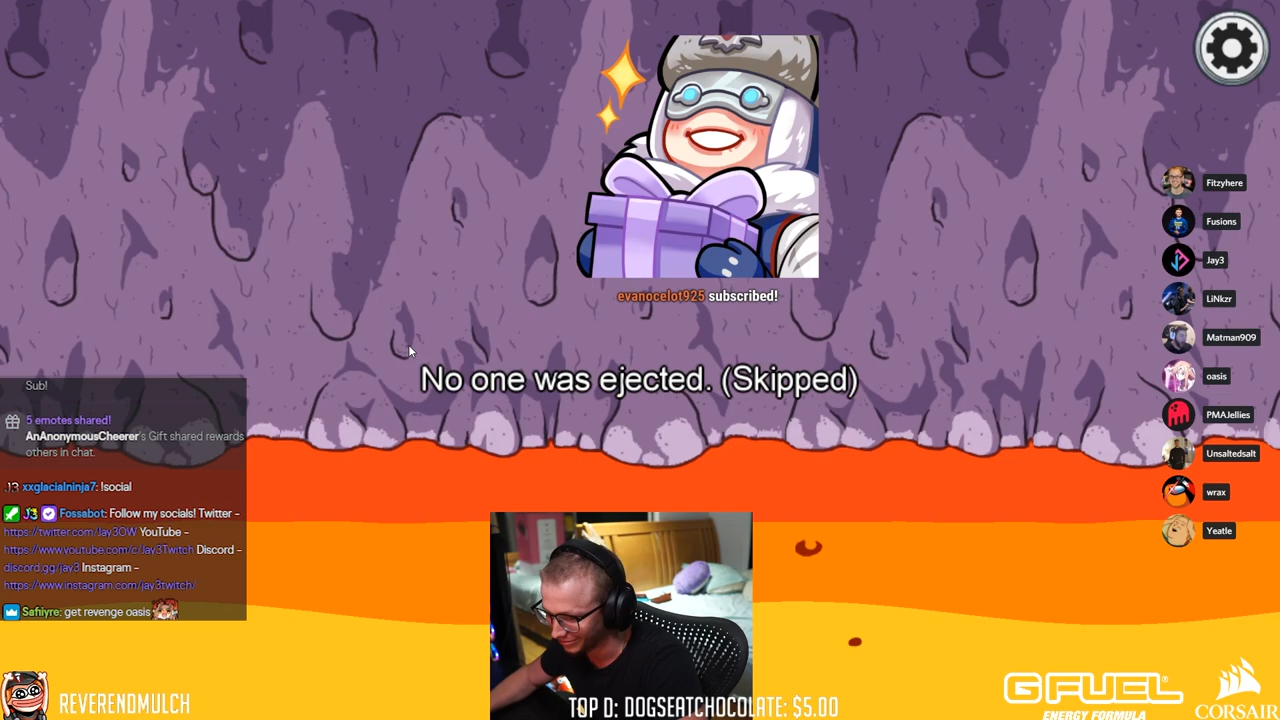 evanocelot925 subscribed!
No one was ejected. (Skipped)
Fitzyhere
Fusions
Jay3
LiNkzr
Matman909
oasis
PMAJellies
Unsaltedsalt
wrax
Yeatle
Sub!
5 emotes shared!
AnAnonymousCheerer's Gift shared rewards
others in chat.
J3 xxglacialninja7: !social
J3 Fossabot: Follow my socials! Twitter -
https://twitter.com/Jay3OW YouTube -
https://www.youtube.com/c/Jay3Twitch Discord -
discord.gg/jay3 Instagram -
https://www.instagram.com/jay3twitch/
Safiiyre: get revenge oasis
REVERENDMULCH
TOP D: DOGSEATCHOCOLATE: $5.00
G FUEL
ENERGY FORMULA
CORSAIR